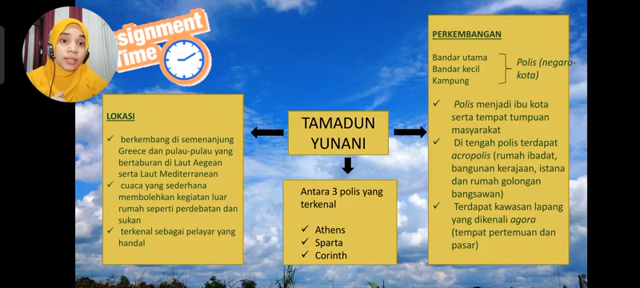 ssignment
Time
LOKASI
✓ berkembang di semenanjung
Greece dan pulau-pulau yang
bertaburan di Laut Aegean
serta Laut Mediterranean
✓ cuaca yang sederhana
membolehkan kegiatan luar
rumah seperti perdebatan dan
sukan
✓ terkenal sebagai pelayar yang
handal
TAMADUN
YUNANI
Antara 3 polis yang
terkenal
✓ Athens
✓ Sparta
✓ Corinth
PERKEMBANGAN
Bandar utama
Bandar kecil
Kampung
Polis (negara-
kota)
✓ Polis menjadi ibu kota
serta tempat tumpuan
masyarakat
✓ Di tengah polis terdapat
acropolis (rumah ibadat,
bangunan kerajaan, istana
dan rumah golongan
bangsawan)
✓ Terdapat kawasan lapang
yang dikenali agora
(tempat pertemuan dan
pasar)